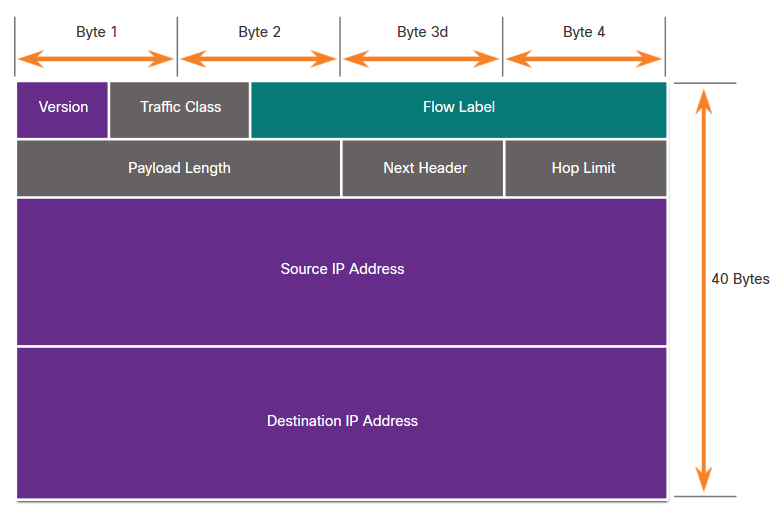 Byte 1 Byte 2 Byte 3d Byte 4
Version Traffic Class Flow Label
Payload Length Next Header Hop Limit
Source IP Address
40 Bytes
Destination IP Address